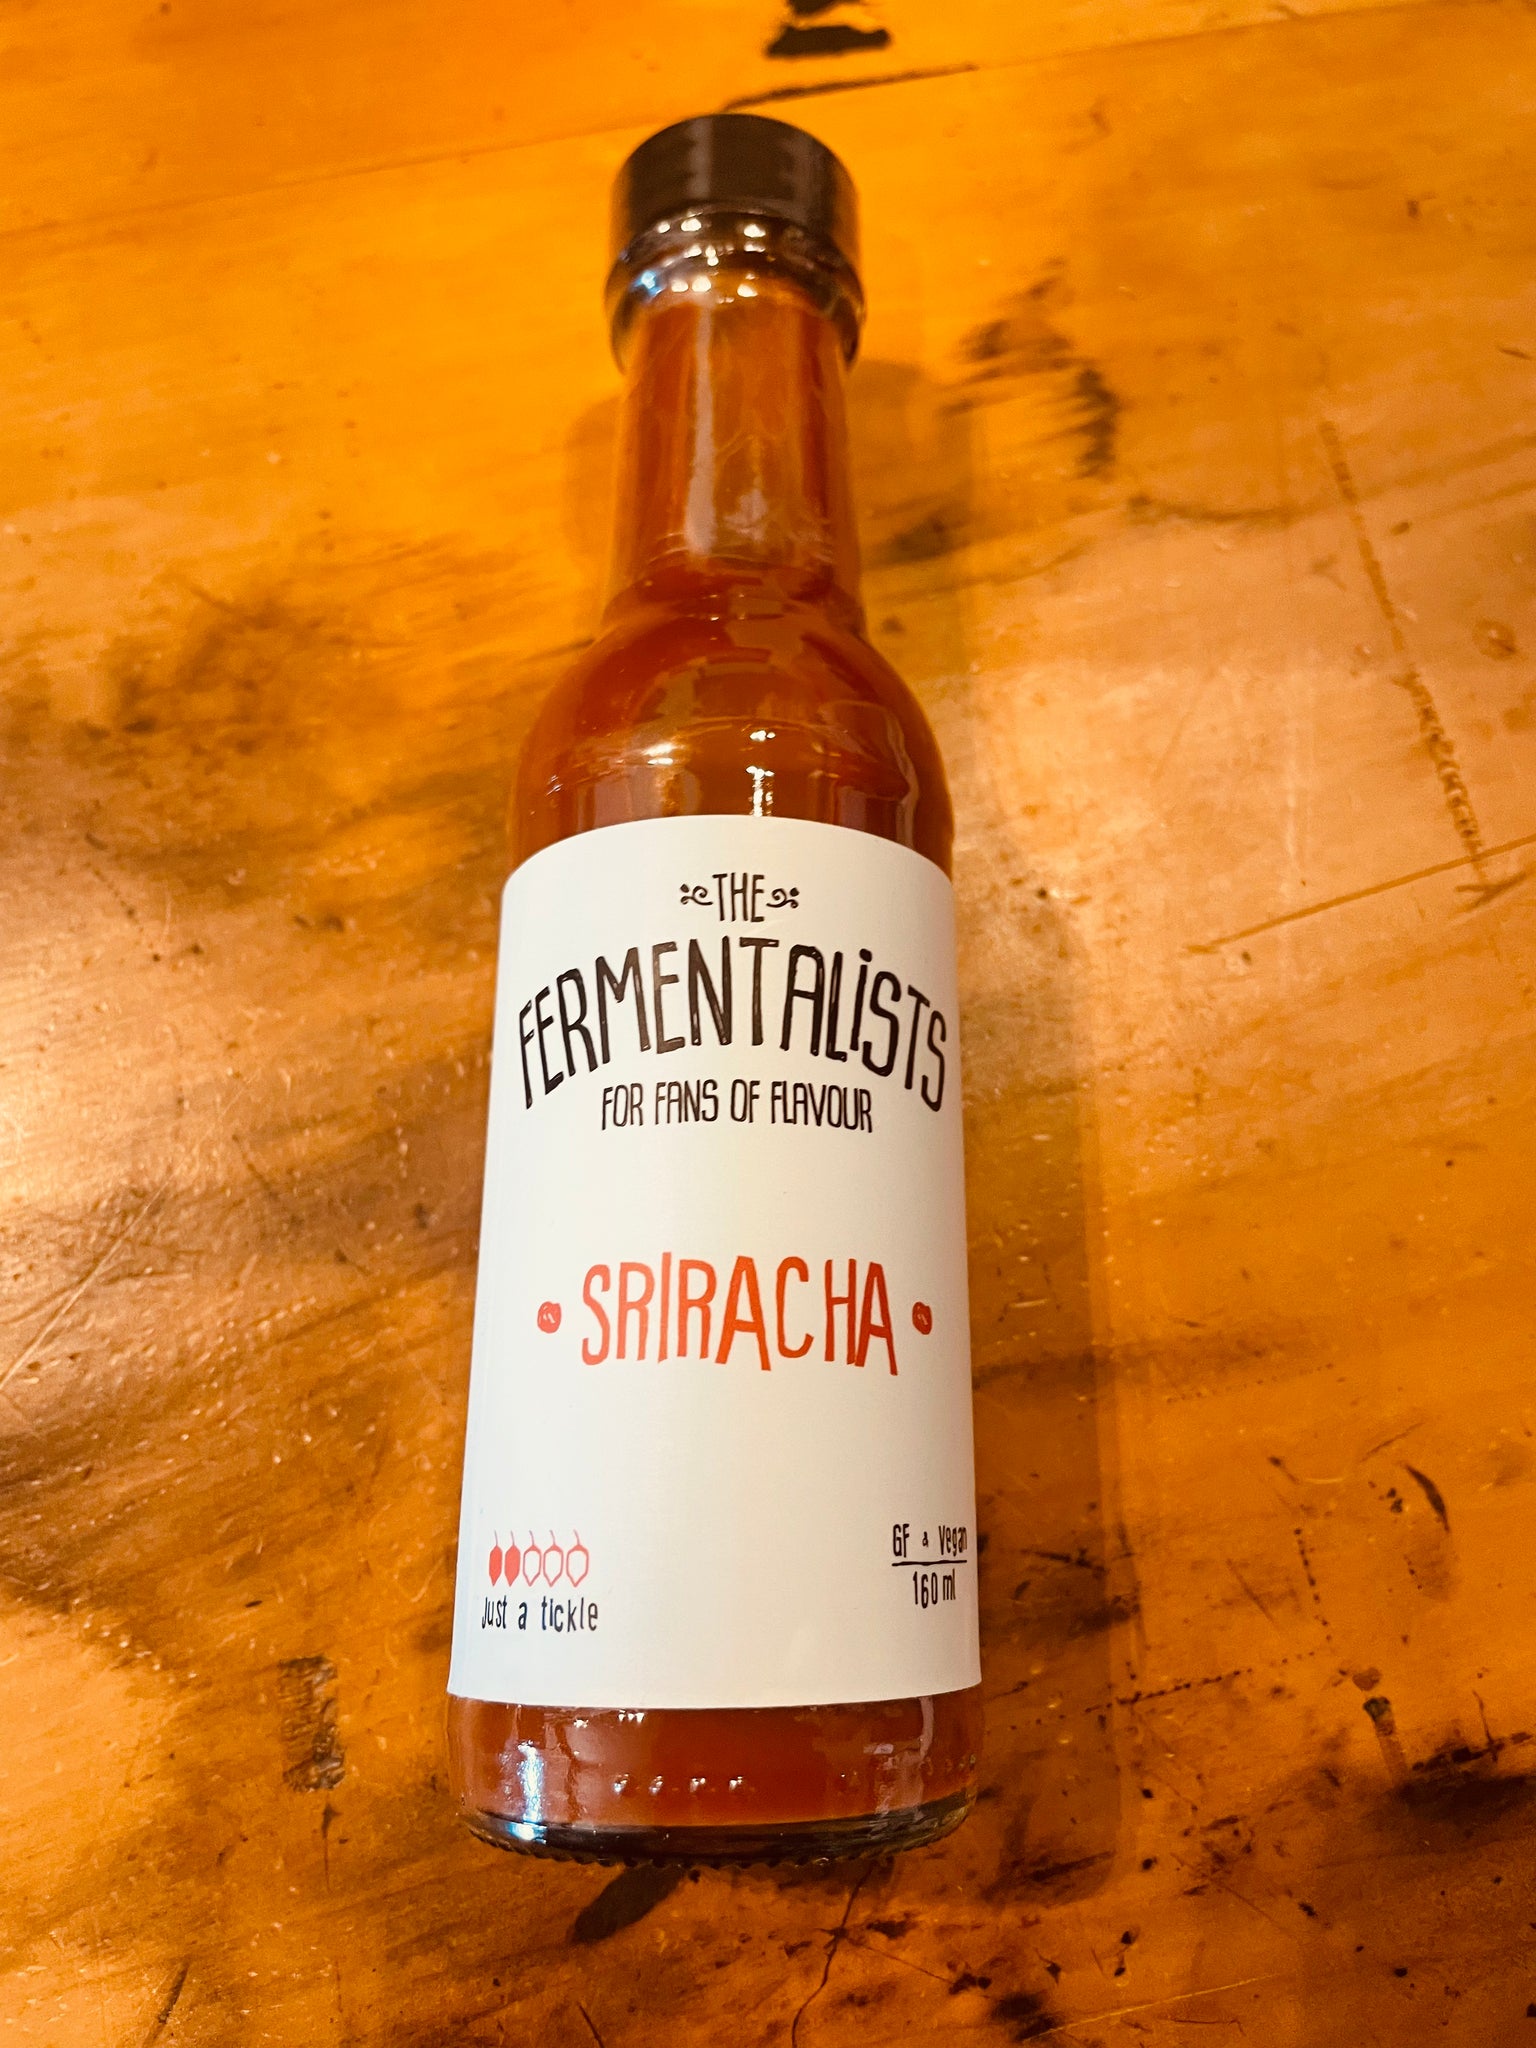 THE
FERMENTALiSTS
FOR FANS OF FLAVOUR
SRIRACHA
Just a tickle
GF & Vegan
160 ml